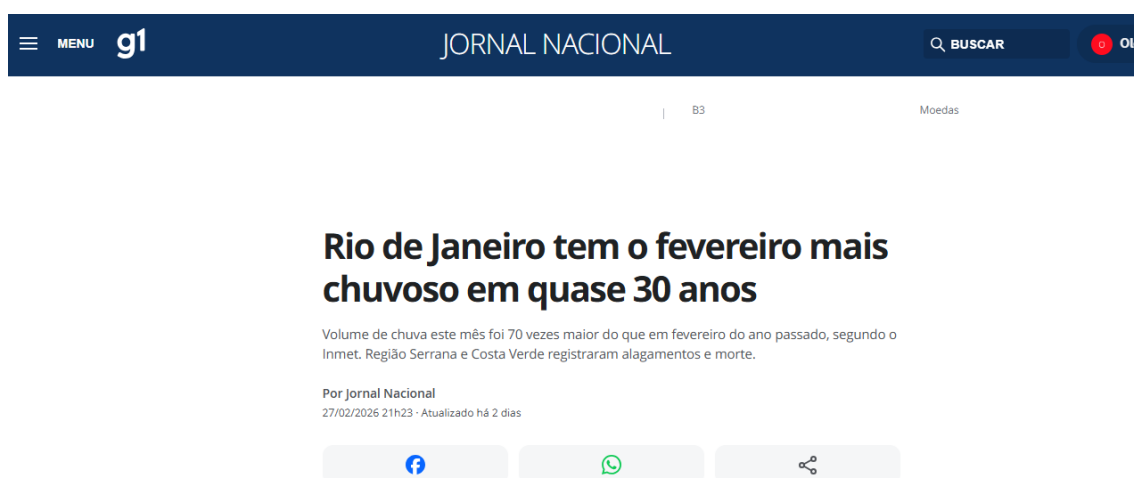 MENU g1 JORNAL NACIONAL BUSCAR
B3 Moedas
Rio de Janeiro tem o fevereiro mais
chuvoso em quase 30 anos
Volume de chuva este mês foi 70 vezes maior do que em fevereiro do ano passado, segundo o
Inmet. Região Serrana e Costa Verde registraram alagamentos e morte.
Por Jornal Nacional
27/02/2026 21h23 · Atualizado há 2 dias